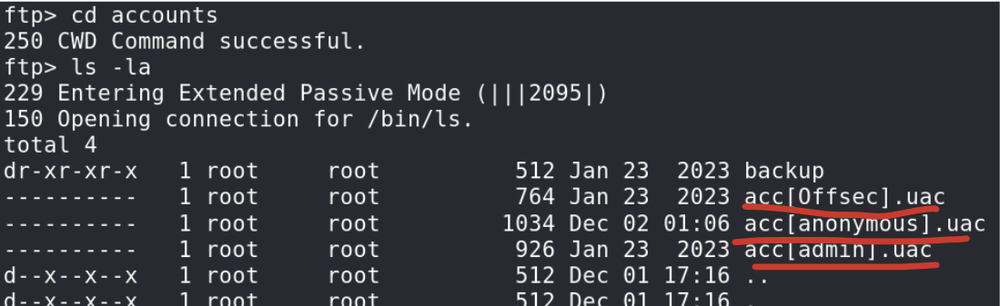 ftp> cd accounts
250 CWD Command successful.
ftp> ls -la
229 Entering Extended Passive Mode (|||2095|)
150 Opening connection for /bin/ls.
total 4
dr-xr-xr-x   1 root     root          512 Jan 23  2023 backup
----------   1 root     root          764 Jan 23  2023 acc[Offsec].uac
----------   1 root     root         1034 Dec 02 01:06 acc[anonymous].uac
----------   1 root     root          926 Jan 23  2023 acc[admin].uac
d--x--x--x   1 root     root          512 Dec 01 17:16 ..
d--x--x--x   1 root     root          512 Dec 01 17:16 .